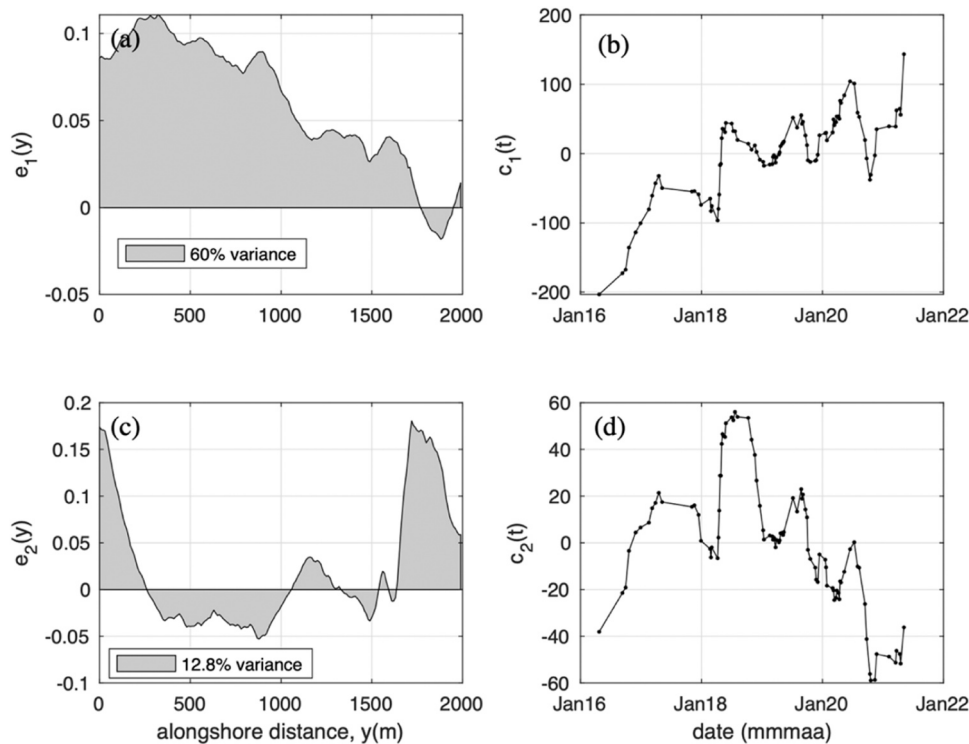 (a)
0.1
0.05
0
-0.05
e1(y)
60% variance
0 500 1000 1500 2000
(b)
200
100
0
-100
-200
c1(t)
Jan16 Jan18 Jan20 Jan22
(c)
0.2
0.15
0.1
0.05
0
-0.05
-0.1
e2(y)
12.8% variance
0 500 1000 1500 2000
alongshore distance, y(m)
(d)
60
40
20
0
-20
-40
-60
c2(t)
Jan16 Jan18 Jan20 Jan22
date (mmmaa)